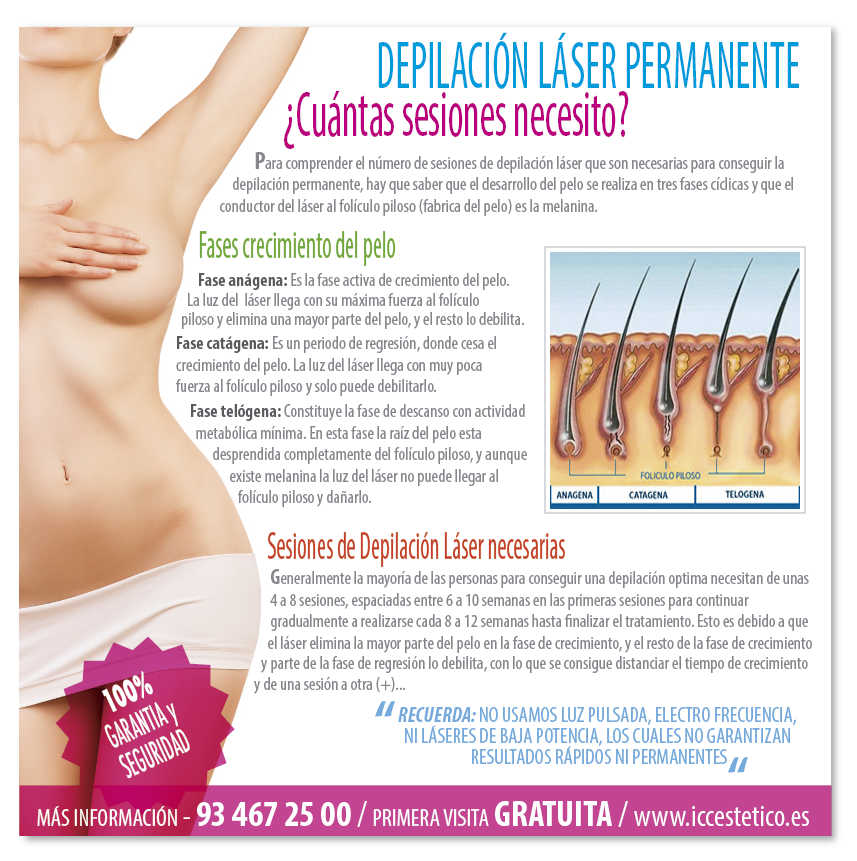 DEPILACIÓN LÁSER PERMANENTE
¿Cuántas sesiones necesito?
Para comprender el número de sesiones de depilación láser que son necesarias para conseguir la
depilación permanente, hay que saber que el desarrollo del pelo se realiza en tres fases cíclicas y que el
conductor del láser al folículo piloso (fabrica del pelo) es la melanina.
Fases crecimiento del pelo
Fase anágena: Es la fase activa de crecimiento del pelo.
La luz del láser llega con su máxima fuerza al folículo
piloso y elimina una mayor parte del pelo, y el resto lo debilita.
Fase catágena: Es un periodo de regresión, donde cesa el
crecimiento del pelo. La luz del láser llega con muy poca
fuerza al folículo piloso y solo puede debilitarlo.
Fase telógena: Constituye la fase de descanso con actividad
metabólica mínima. En esta fase la raíz del pelo esta
desprendida completamente del folículo piloso, y aunque
existe melanina la luz del láser no puede llegar al
folículo piloso y dañarlo.
FOLICULO PILOSO
ANAGENA CATAGENA TELOGENA
Sesiones de Depilación Láser necesarias
Generalmente la mayoría de las personas para conseguir una depilación optima necesitan de unas
4 a 8 sesiones, espaciadas entre 6 a 10 semanas en las primeras sesiones para continuar
gradualmente a realizarse cada 8 a 12 semanas hasta finalizar el tratamiento. Esto es debido a que
el láser elimina la mayor parte del pelo en la fase de crecimiento, y el resto de la fase de crecimiento
y parte de la fase de regresión lo debilita, con lo que se consigue distanciar el tiempo de crecimiento
y de una sesión a otra (+)...
100%
GARANTIA y
SEGURIDAD
“ RECUERDA: NO USAMOS LUZ PULSADA, ELECTRO FRECUENCIA,
NI LÁSERES DE BAJA POTENCIA, LOS CUALES NO GARANTIZAN
RESULTADOS RÁPIDOS NI PERMANENTES “
MÁS INFORMACIÓN - 93 467 25 00 / PRIMERA VISITA GRATUITA / www.iccestetico.es